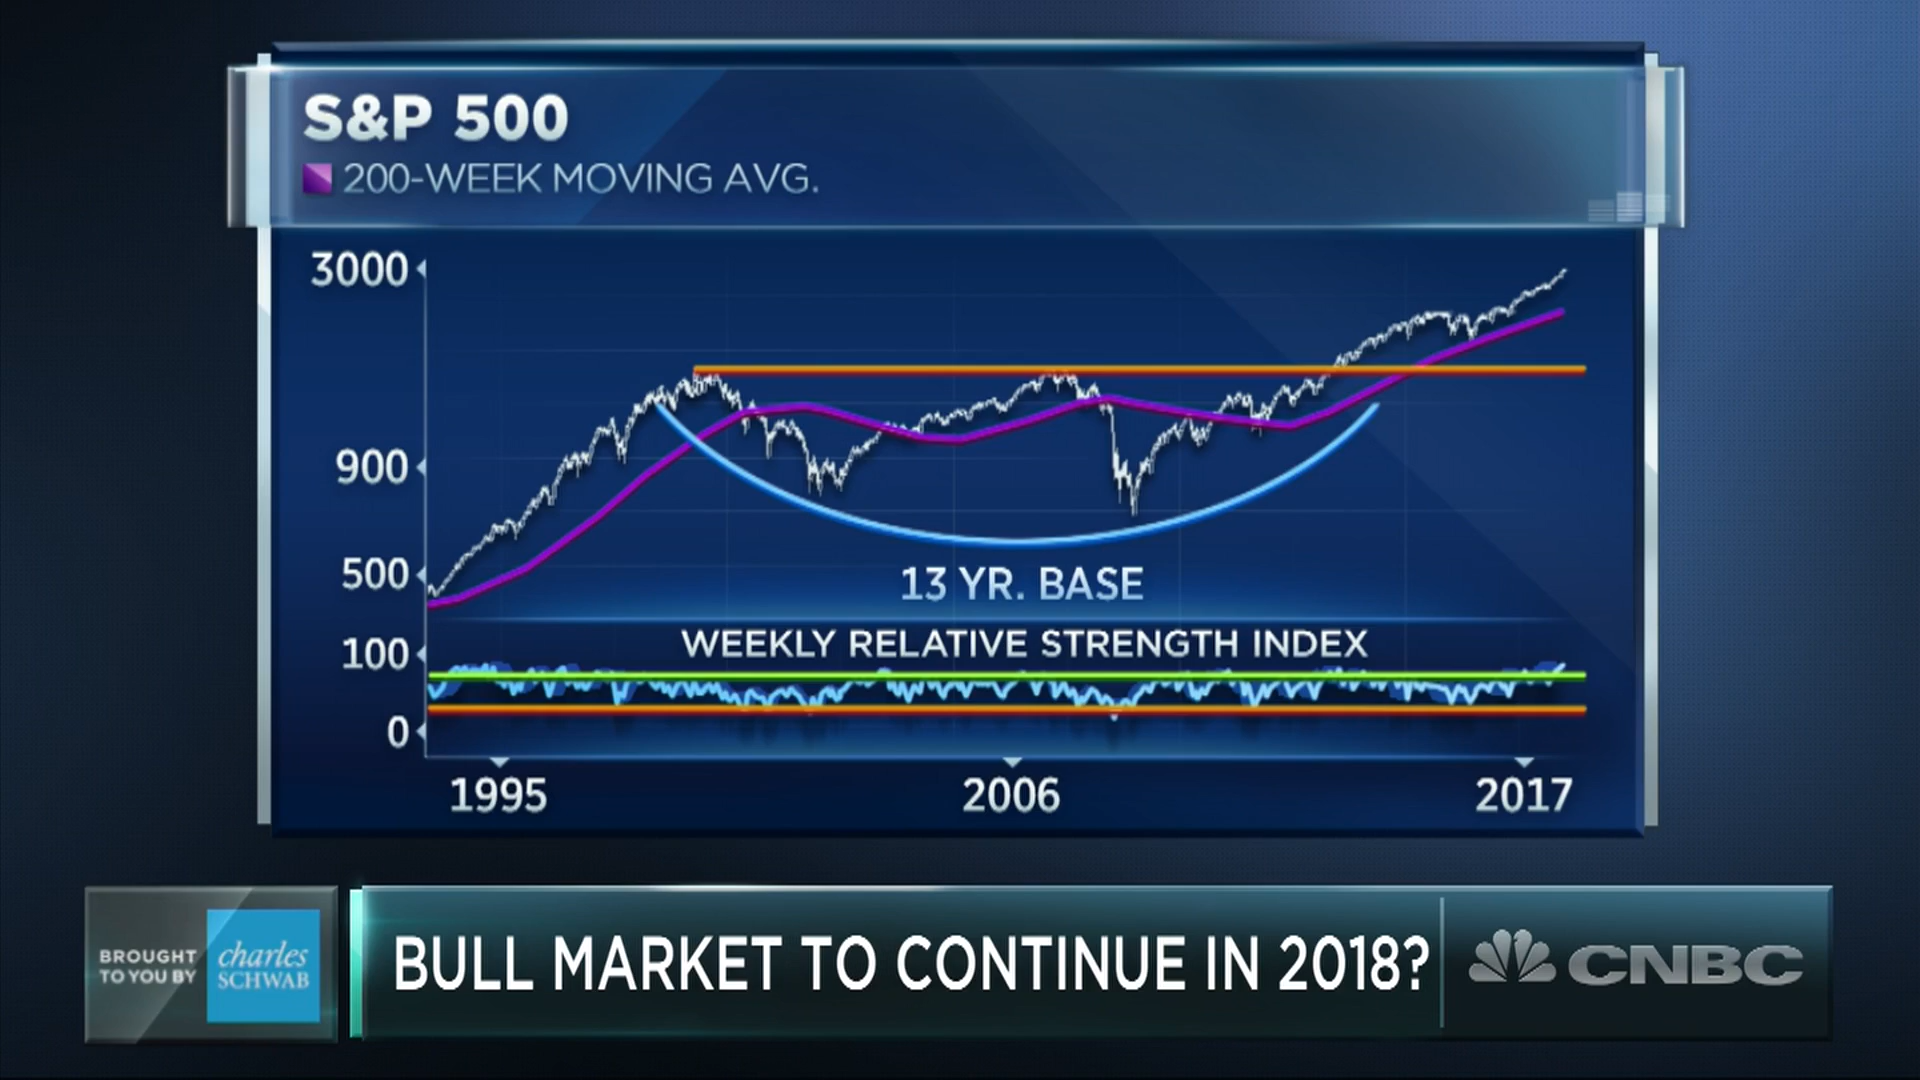 S&P 500
200-WEEK MOVING AVG.
3000
900
500
13 YR. BASE
WEEKLY RELATIVE STRENGTH INDEX
100
0
1995
2006
2017
BROUGHT
TO YOU BY
charles
SCHWAB
BULL MARKET TO CONTINUE IN 2018?
CNBC